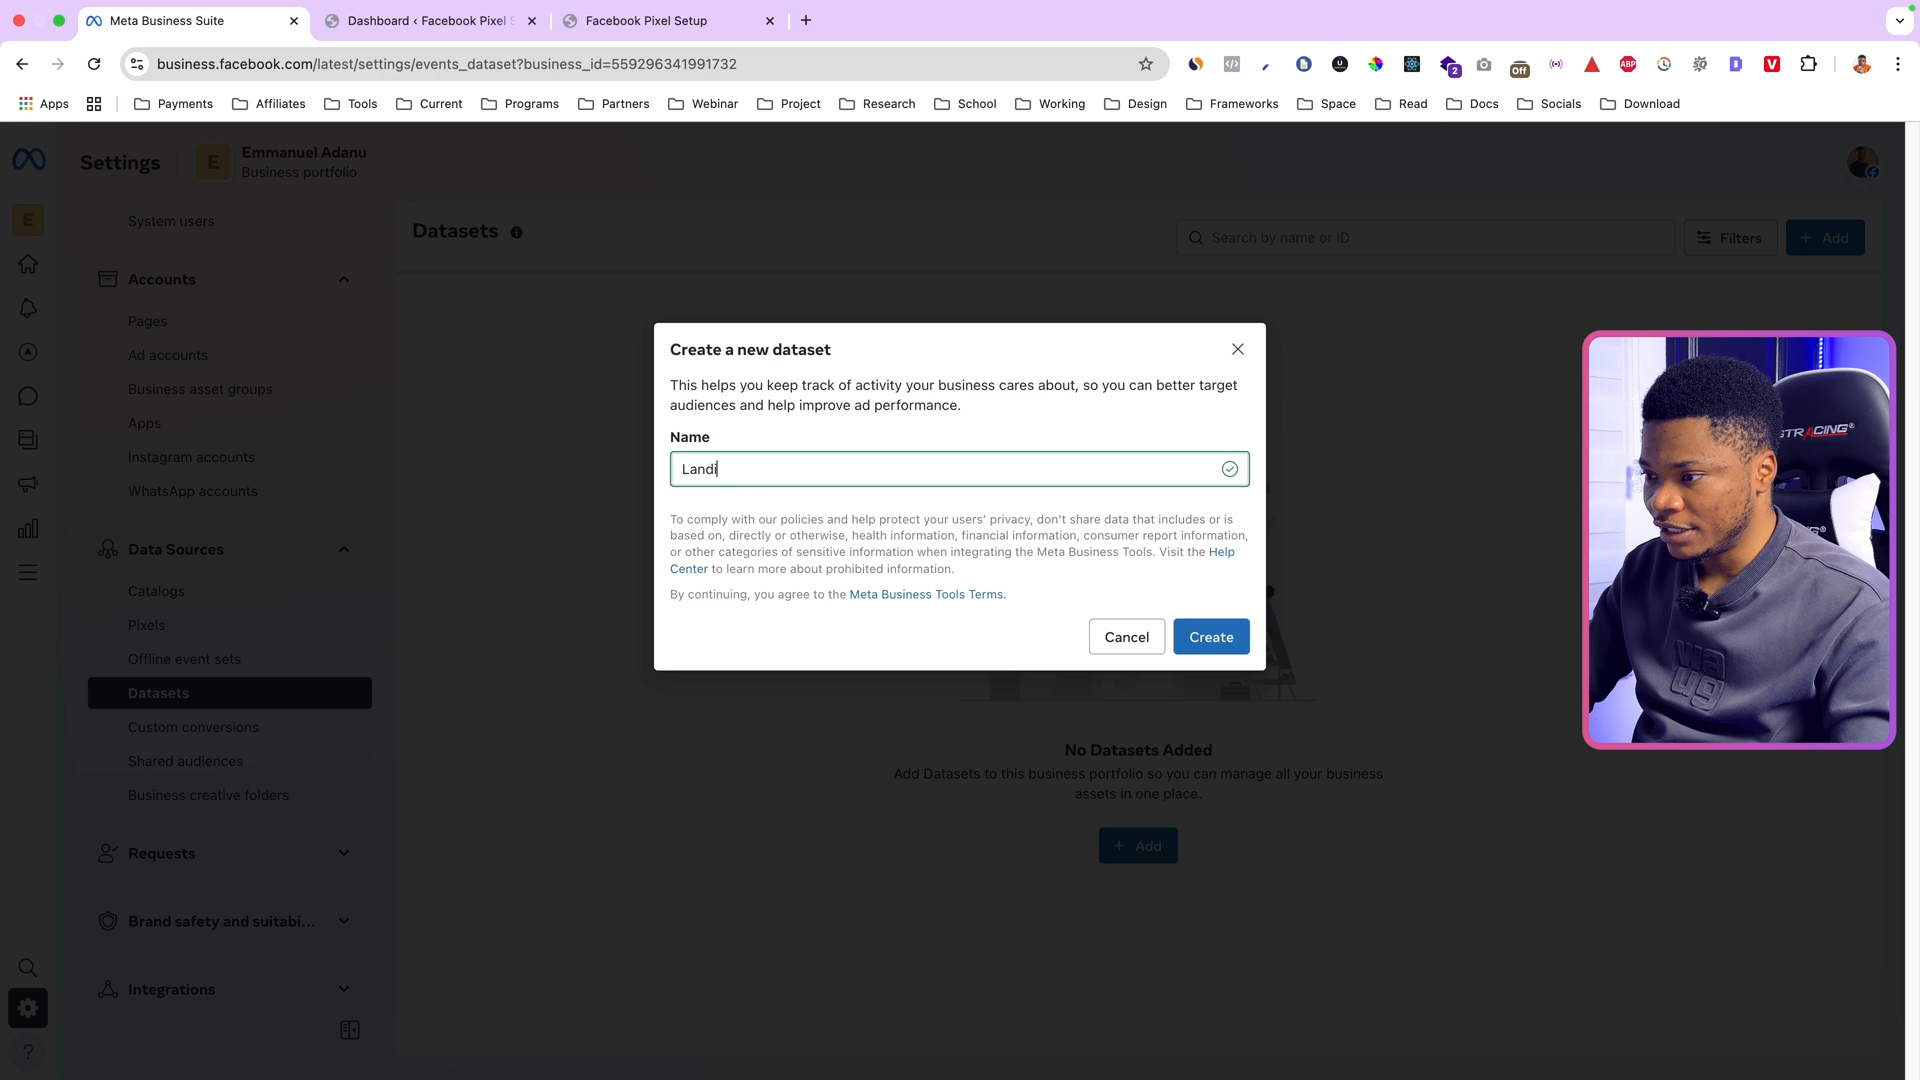 Meta Business Suite
Dashboard ‹ Facebook Pixel S
Facebook Pixel Setup
business.facebook.com/latest/settings/events_dataset?business_id=559296341991732
2
Off
ABP
Apps
Payments
Affiliates
Tools
Current
Programs
Partners
Webinar
Project
Research
School
Working
Design
Frameworks
Space
Read
Docs
Socials
Download
Settings
E
Emmanuel Adanu
Business portfolio
E
System users
Accounts
Pages
Ad accounts
Business asset groups
Apps
Instagram accounts
WhatsApp accounts
Data Sources
Catalogs
Pixels
Offline event sets
Datasets
Custom conversions
Shared audiences
Business creative folders
Requests
Brand safety and suitabi...
Integrations
Datasets
Search by name or ID
Filters
+ Add
Create a new dataset
This helps you keep track of activity your business cares about, so you can better target
audiences and help improve ad performance.
Name
Landi
To comply with our policies and help protect your users' privacy, don't share data that includes or is
based on, directly or otherwise, health information, financial information, consumer report information,
or other categories of sensitive information when integrating the Meta Business Tools. Visit the Help
Center to learn more about prohibited information.
By continuing, you agree to the Meta Business Tools Terms.
Cancel
Create
No Datasets Added
Add Datasets to this business portfolio so you can manage all your business
assets in one place.
+ Add
STRACING